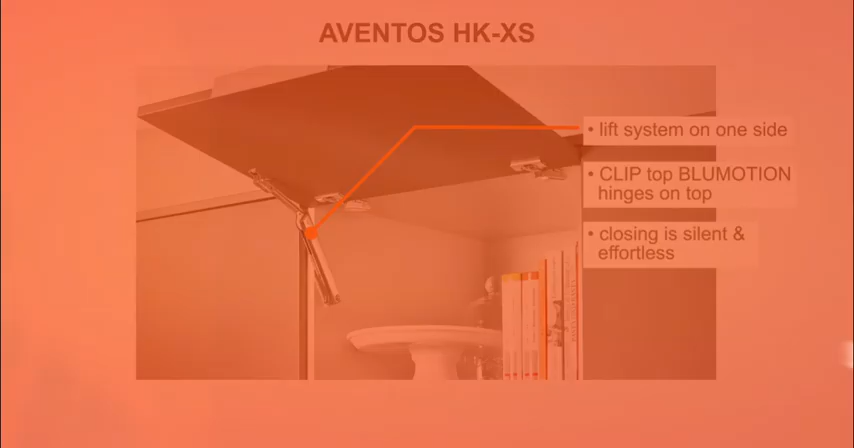 AVENTOS HK-XS
• lift system on one side
• CLIP top BLUMOTION
hinges on top
• closing is silent &
effortless